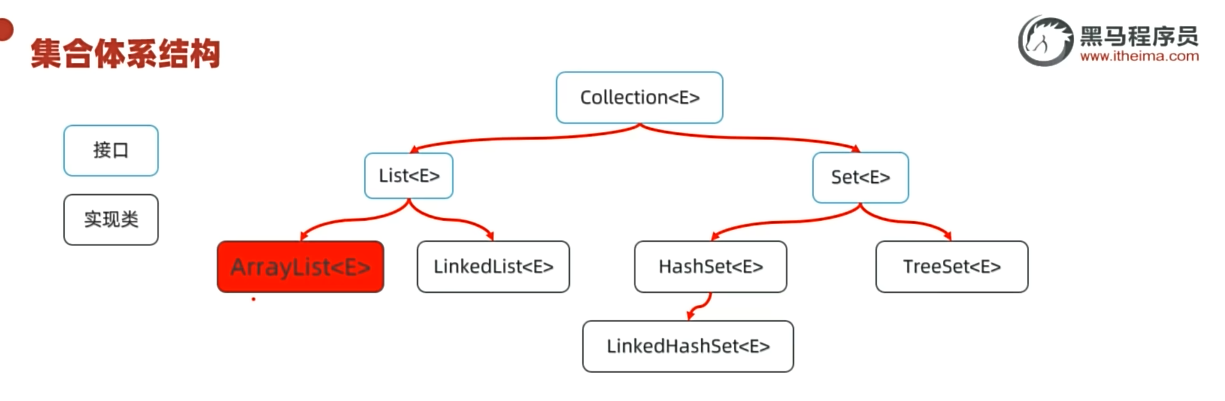 集合体系结构
黑马程序员
www.itheima.com
Collection<E>
接口
List<E>
Set<E>
实现类
ArrayList<E>
LinkedList<E>
HashSet<E>
TreeSet<E>
LinkedHashSet<E>